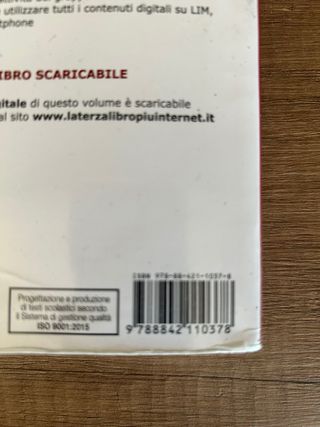 utilizzare tutti i contenuti digitali su LIM,
tphone
IBRO SCARICABILE
gitale di questo volume è scaricabile
al sito www.laterzalibropiuinternet.it
ISBN 978-88-421-1037-8
Progettazione e produzione
di testi scolastici secondo
il Sistema di gestione qualità
ISO 9001:2015
9 788842 110378